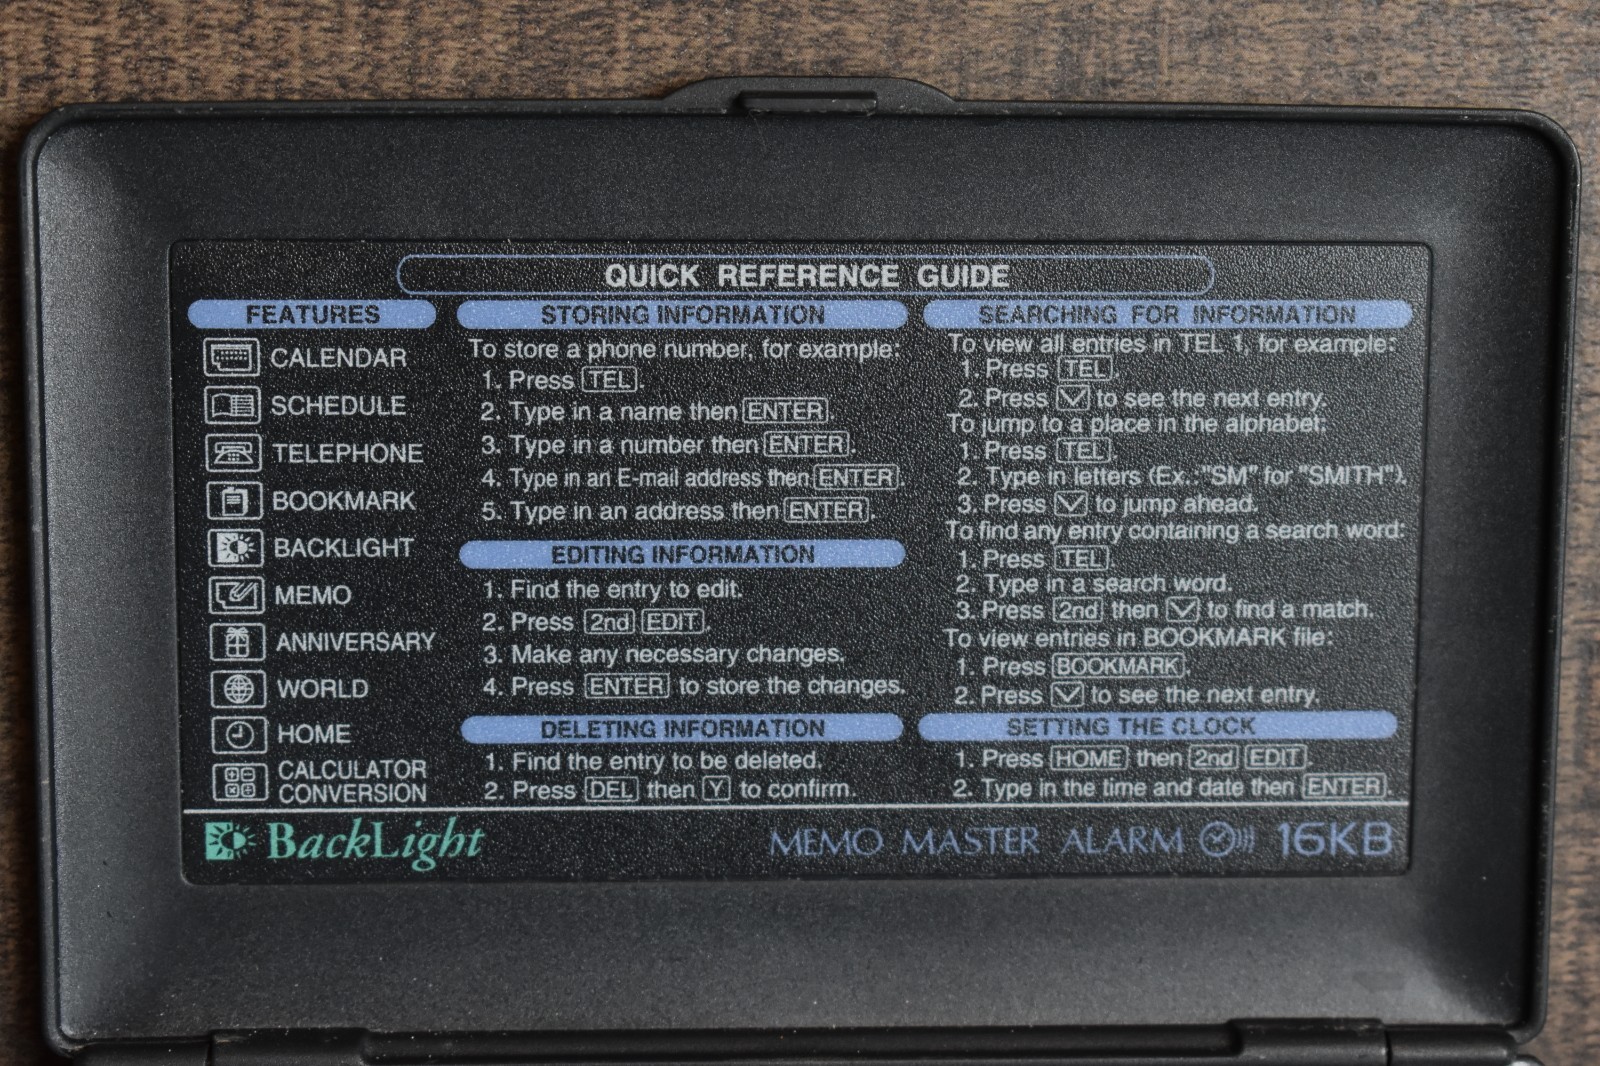 QUICK REFERENCE GUIDE
FEATURES
CALENDAR
SCHEDULE
TELEPHONE
BOOKMARK
BACKLIGHT
MEMO
ANNIVERSARY
WORLD
HOME
CALCULATOR
CONVERSION
STORING INFORMATION
To store a phone number, for example:
1. Press TEL.
2. Type in a name then ENTER.
3. Type in a number then ENTER.
4. Type in an E-mail address then ENTER.
5. Type in an address then ENTER.
EDITING INFORMATION
1. Find the entry to edit.
2. Press 2nd EDIT.
3. Make any necessary changes.
4. Press ENTER to store the changes.
DELETING INFORMATION
1. Find the entry to be deleted.
2. Press DEL then Y to confirm.
SEARCHING FOR INFORMATION
To view all entries in TEL 1, for example:
1. Press TEL.
2. Press to see the next entry.
To jump to a place in the alphabet:
1. Press TEL.
2. Type in letters (Ex.:"SM" for "SMITH").
3. Press to jump ahead.
To find any entry containing a search word:
1. Press TEL.
2. Type in a search word.
3. Press 2nd then to find a match.
To view entries in BOOKMARK file:
1. Press BOOKMARK.
2. Press to see the next entry.
SETTING THE CLOCK
1. Press HOME then 2nd EDIT.
2. Type in the time and date then ENTER.
BackLight
MEMO MASTER ALARM 16KB